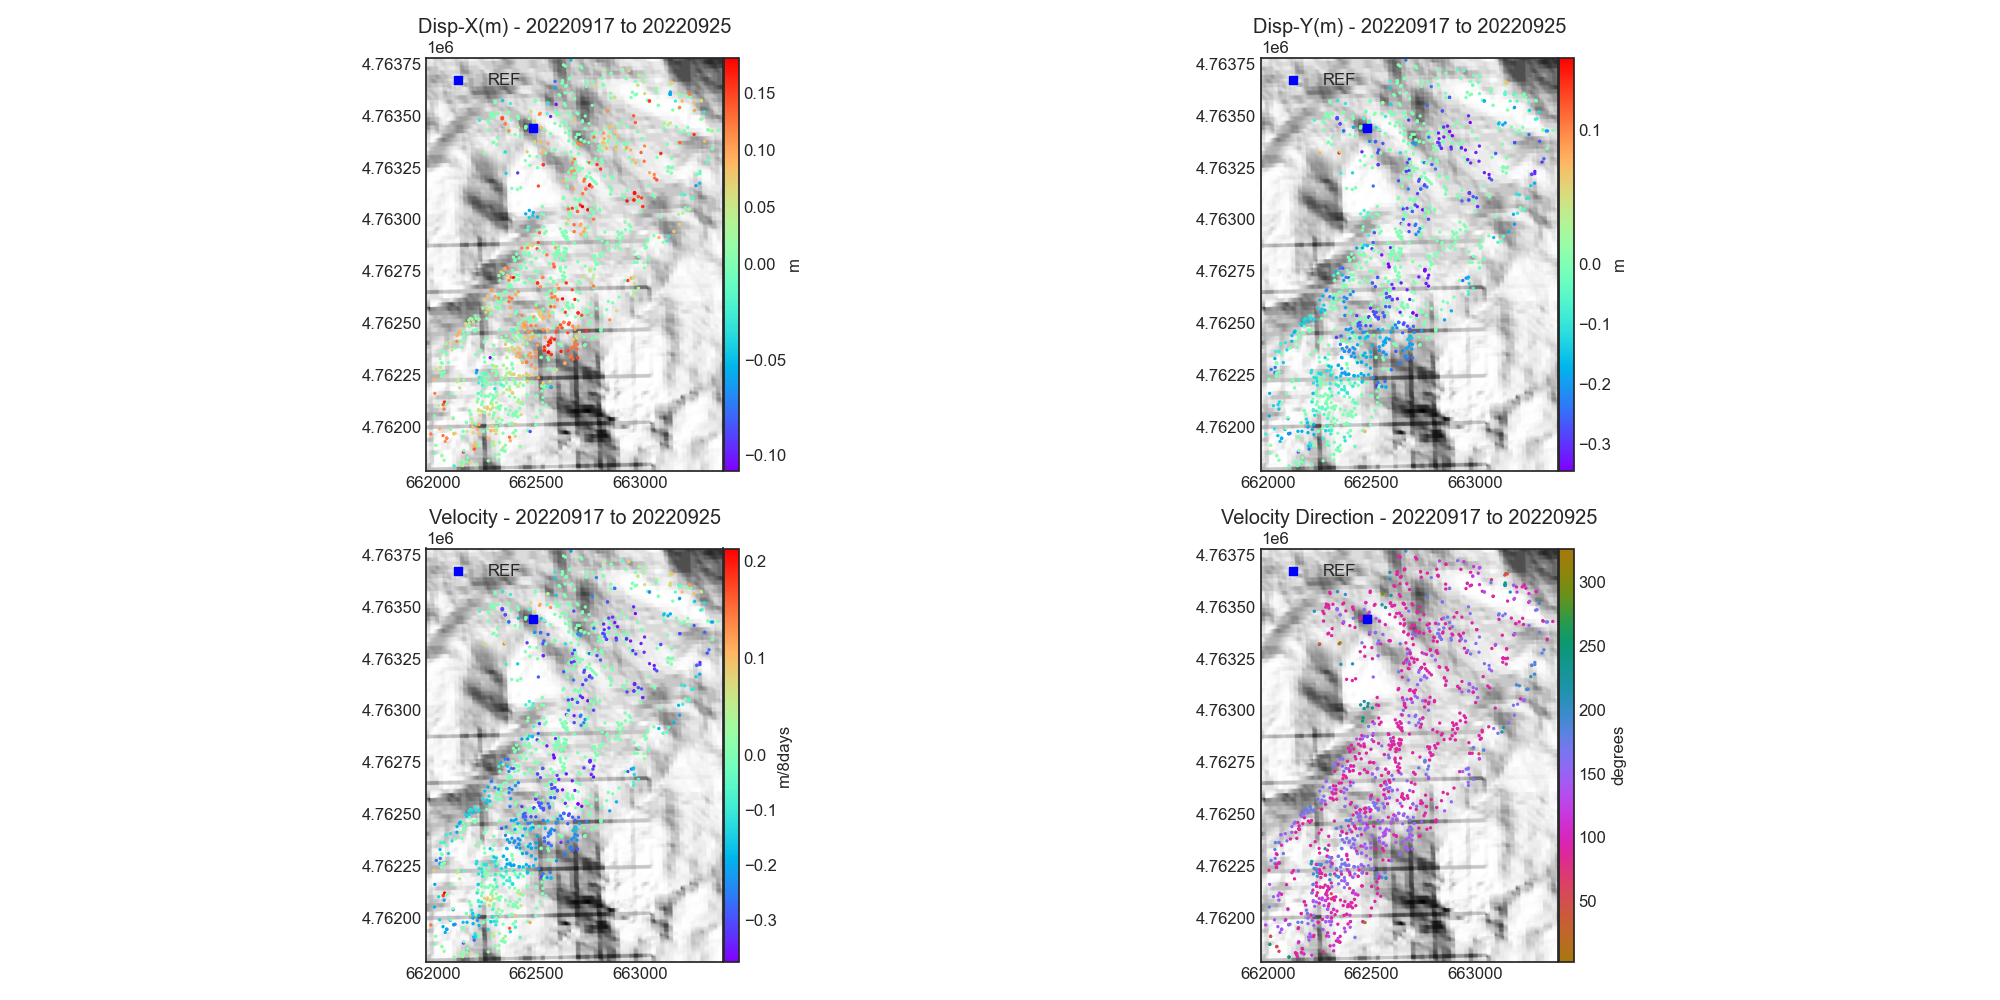 Disp-X(m) - 20220917 to 20220925
1e6
REF
4.76375
4.76350
4.76325
4.76300
4.76275
4.76250
4.76225
4.76200
662000 662500 663000
0.15
0.10
0.05
0.00
−0.05
−0.10
m
Disp-Y(m) - 20220917 to 20220925
1e6
REF
4.76375
4.76350
4.76325
4.76300
4.76275
4.76250
4.76225
4.76200
662000 662500 663000
0.1
0.0
−0.1
−0.2
−0.3
m
Velocity - 20220917 to 20220925
1e6
REF
4.76375
4.76350
4.76325
4.76300
4.76275
4.76250
4.76225
4.76200
662000 662500 663000
0.2
0.1
0.0
−0.1
−0.2
−0.3
m/8days
Velocity Direction - 20220917 to 20220925
1e6
REF
4.76375
4.76350
4.76325
4.76300
4.76275
4.76250
4.76225
4.76200
662000 662500 663000
300
250
200
150
100
50
degrees